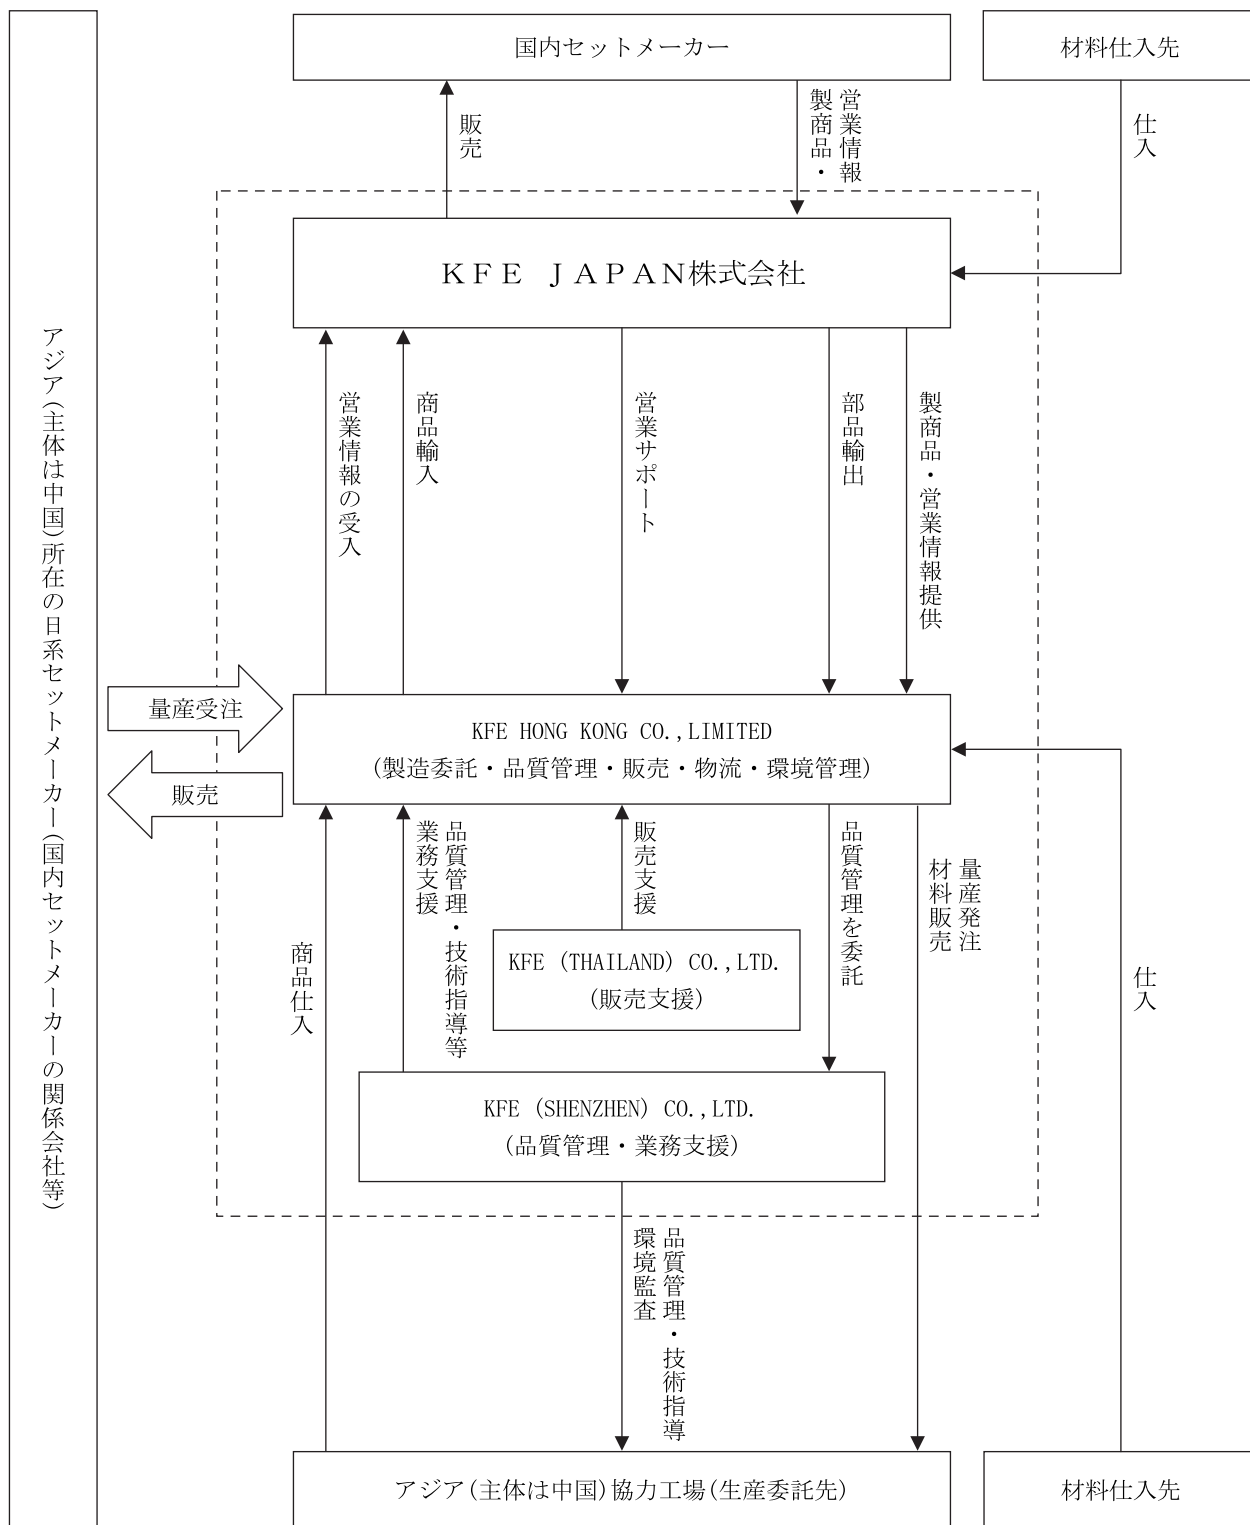 国内セットメーカー
材料仕入先
販売
製商品・
営業情報
仕入
ＫＦＥ　ＪＡＰＡＮ株式会社
アジア(主体は中国)所在の日系セットメーカー(国内セットメーカーの関係会社等)
営業情報の受入
商品輸入
営業サポート
部品輸出
製商品・営業情報提供
量産受注
販売
KFE HONG KONG CO.,LIMITED
(製造委託・品質管理・販売・物流・環境管理)
商品仕入
品質管理・技術指導等
業務支援
販売支援
品質管理を委託
量産発注
材料販売
仕入
KFE (THAILAND) CO.,LTD.
(販売支援)
KFE (SHENZHEN) CO.,LTD.
(品質管理・業務支援)
品質管理・技術指導
環境監査
アジア(主体は中国)協力工場(生産委託先)
材料仕入先